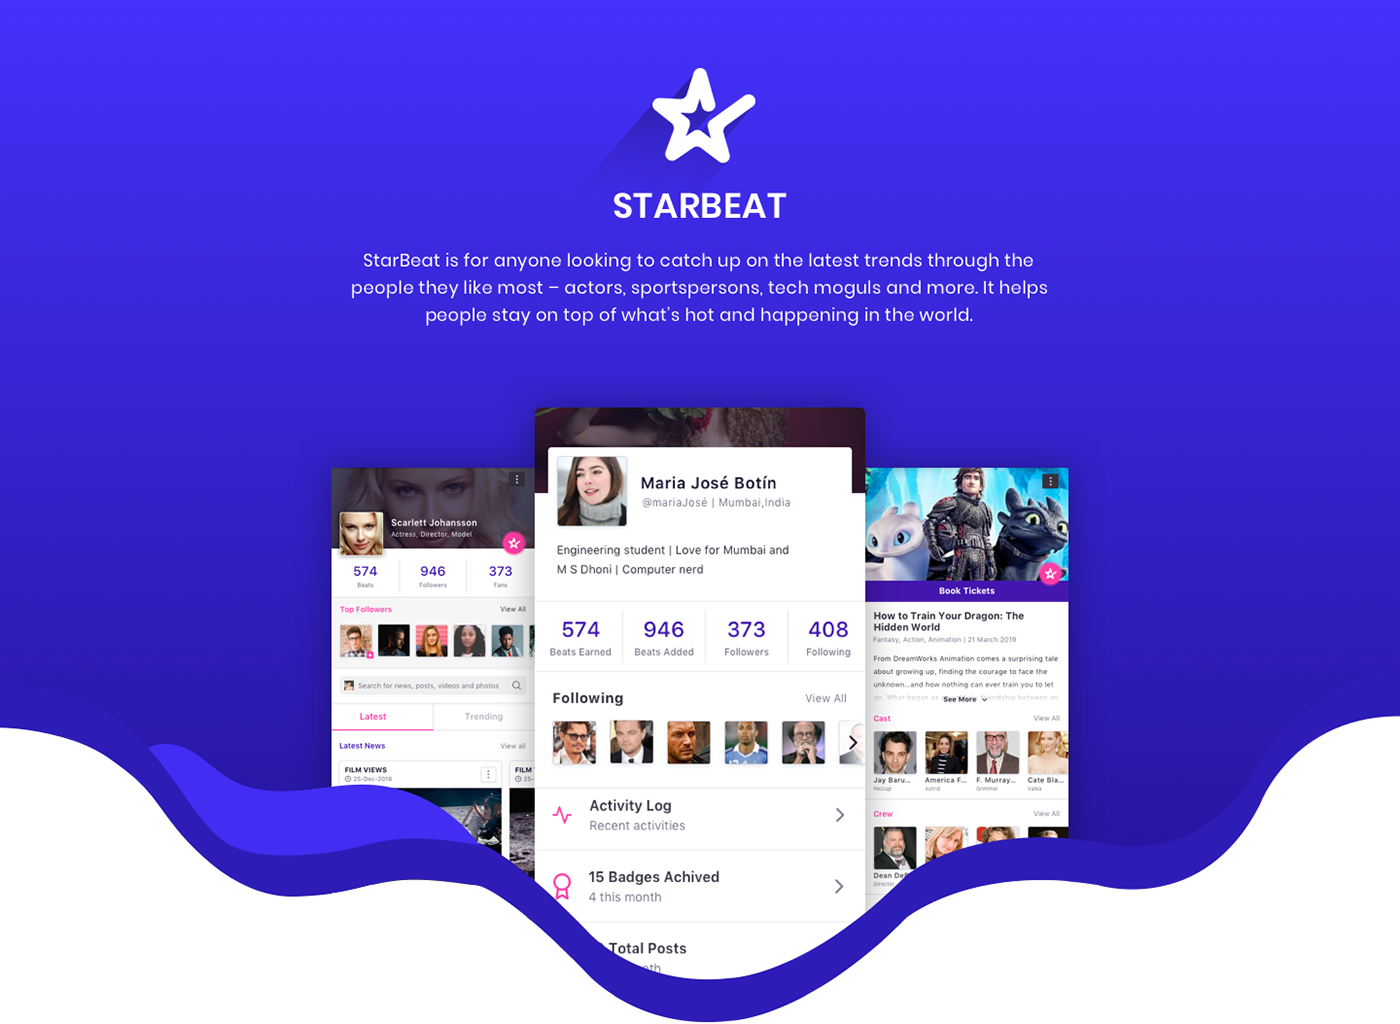 STARBEAT
StarBeat is for anyone looking to catch up on the latest trends through the
people they like most – actors, sportspersons, tech moguls and more. It helps
people stay on top of what's hot and happening in the world.
Scarlett Johansson
Actress, Director, Model
574
946
373
Beats
Followers
Fans
Top Followers
View All
Search for news, posts, videos and photos
Latest
Trending
Latest News
View all
FILM VIEWS
25-Dec-2018
FILM
25-
Maria José Botín
@mariaJosé | Mumbai,India
Engineering student | Love for Mumbai and
M S Dhoni | Computer nerd
574
946
373
408
Beats Earned
Beats Added
Followers
Following
Following
View All
Activity Log
Recent activities
15 Badges Achived
4 this month
Total Posts
Book Tickets
How to Train Your Dragon: The
Hidden World
Fantasy, Action, Animation | 21 March 2019
From DreamWorks Animation comes a surprising tale
about growing up, finding the courage to face the
unknown...and how nothing can ever train you to let
go. What began as friendship between an
See More
Cast
View All
Jay Baru...
America F...
F. Murray...
Cate Bla...
Hiccup
Astrid
Grimmel
Valka
Crew
View All
Dean De
Director